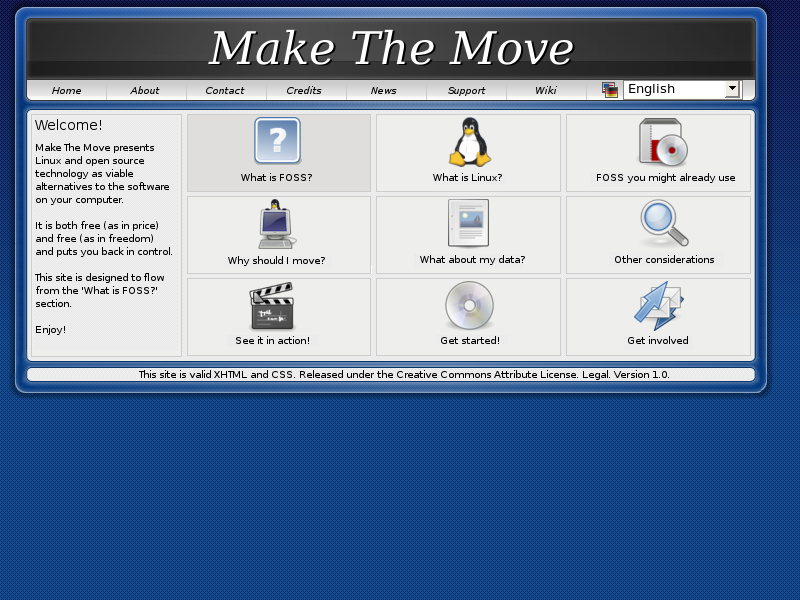 Make The Move
Home
About
Contact
Credits
News
Support
Wiki
English
Welcome!
Make The Move presents
Linux and open source
technology as viable
alternatives to the software
on your computer.
It is both free (as in price)
and free (as in freedom)
and puts you back in control.
This site is designed to flow
from the 'What is FOSS?'
section.
Enjoy!
?
What is FOSS?
What is Linux?
FOSS you might already use
Why should I move?
What about my data?
Other considerations
See it in action!
Get started!
Get involved
This site is valid XHTML and CSS. Released under the Creative Commons Attribute License. Legal. Version 1.0.